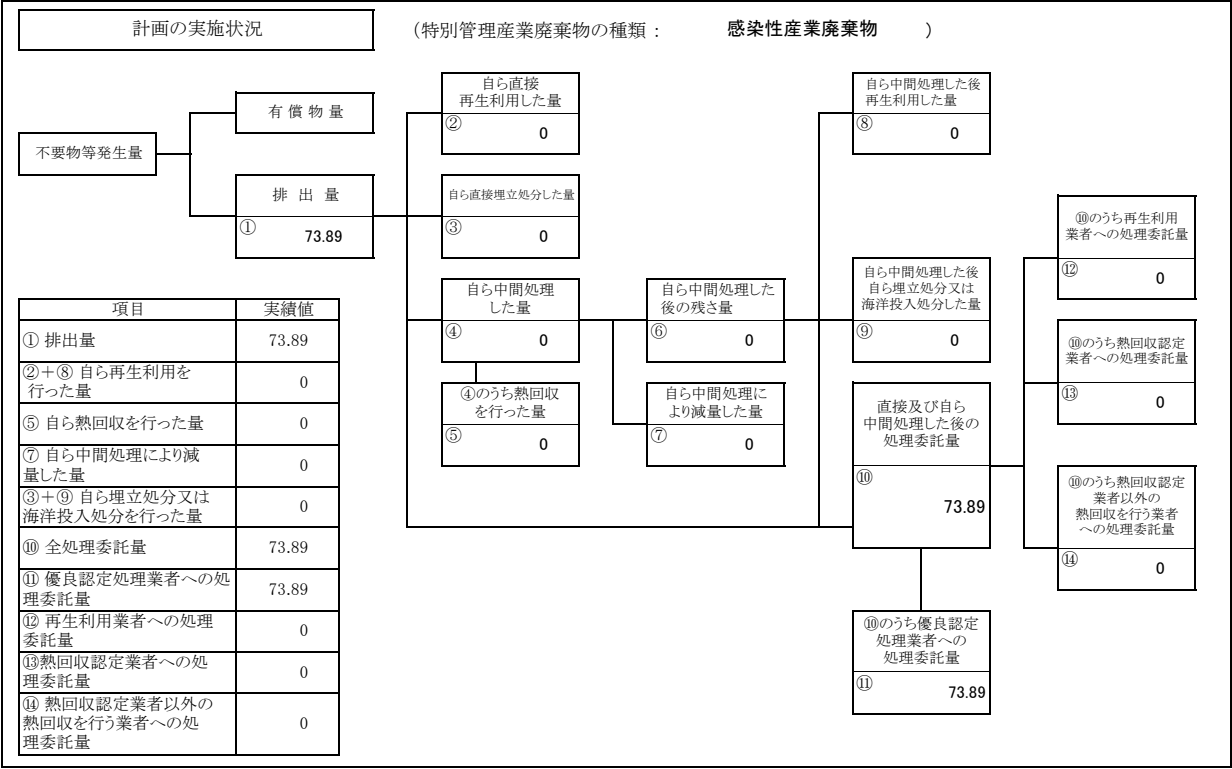 計画の実施状況
（特別管理産業廃棄物の種類： 感染性産業廃棄物 ）
不要物等発生量
有 償 物 量
排 出 量
① 73.89
自ら直接
再生利用した量
② 0
自ら直接埋立処分した量
③ 0
自ら中間処理
した量
④ 0
④のうち熱回収
を行った量
⑤ 0
自ら中間処理した
後の残さ量
⑥ 0
自ら中間処理に
より減量した量
⑦ 0
自ら中間処理した後
再生利用した量
⑧ 0
自ら中間処理した後
自ら埋立処分又は
海洋投入処分した量
⑨ 0
直接及び自ら
中間処理した後の
処理委託量
⑩
73.89
⑩のうち優良認定
処理業者への
処理委託量
⑪ 73.89
⑩のうち再生利用
業者への処理委託量
⑫ 0
⑩のうち熱回収認定
業者への処理委託量
⑬ 0
⑩のうち熱回収認定
業者以外の
熱回収を行う業者
への処理委託量
⑭ 0
項目 実績値
① 排出量 73.89
②＋⑧ 自ら再生利用を
行った量 0
⑤ 自ら熱回収を行った量 0
⑦ 自ら中間処理により減
量した量 0
③＋⑨ 自ら埋立処分又は
海洋投入処分を行った量 0
⑩ 全処理委託量 73.89
⑪ 優良認定処理業者への処
理委託量 73.89
⑫ 再生利用業者への処理
委託量 0
⑬熱回収認定業者への処
理委託量 0
⑭ 熱回収認定業者以外の
熱回収を行う業者への処
理委託量 0